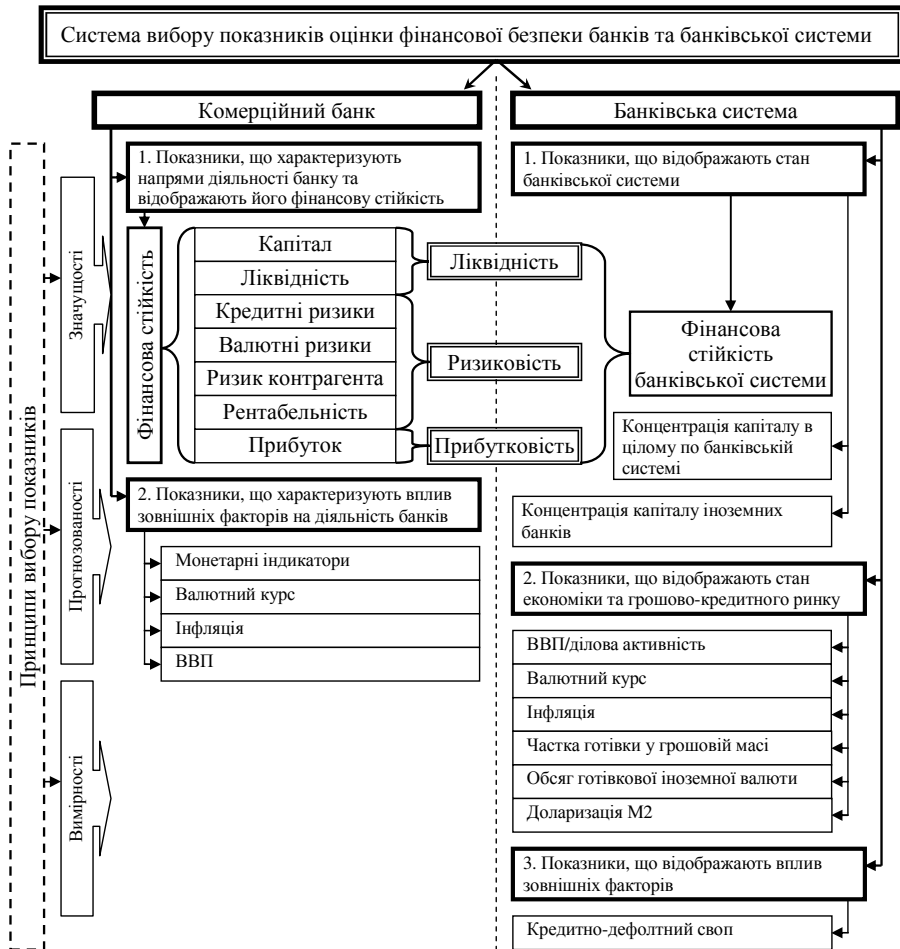 Система вибору показників оцінки фінансової безпеки банків та банківської системи
Комерційний банк
Банківська система
Принципи вибору показників
Значущості
Прогнозованості
Вимірності
1. Показники, що характеризують
напрями діяльності банку та
відображають його фінансову стійкість
Фінансова стійкість
Капітал
Ліквідність
Кредитні ризики
Валютні ризики
Ризик контрагента
Рентабельність
Прибуток
Ліквідність
Ризиковість
Прибутковість
2. Показники, що характеризують вплив
зовнішніх факторів на діяльність банків
Монетарні індикатори
Валютний курс
Інфляція
ВВП
1. Показники, що відображають стан
банківської системи
Фінансова
стійкість
банківської системи
Концентрація капіталу в
цілому по банківській
системі
Концентрація капіталу іноземних
банків
2. Показники, що відображають стан
економіки та грошово-кредитного ринку
ВВП/ділова активність
Валютний курс
Інфляція
Частка готівки у грошовій масі
Обсяг готівкової іноземної валюти
Доларизація М2
3. Показники, що відображають вплив
зовнішніх факторів
Кредитно-дефолтний своп